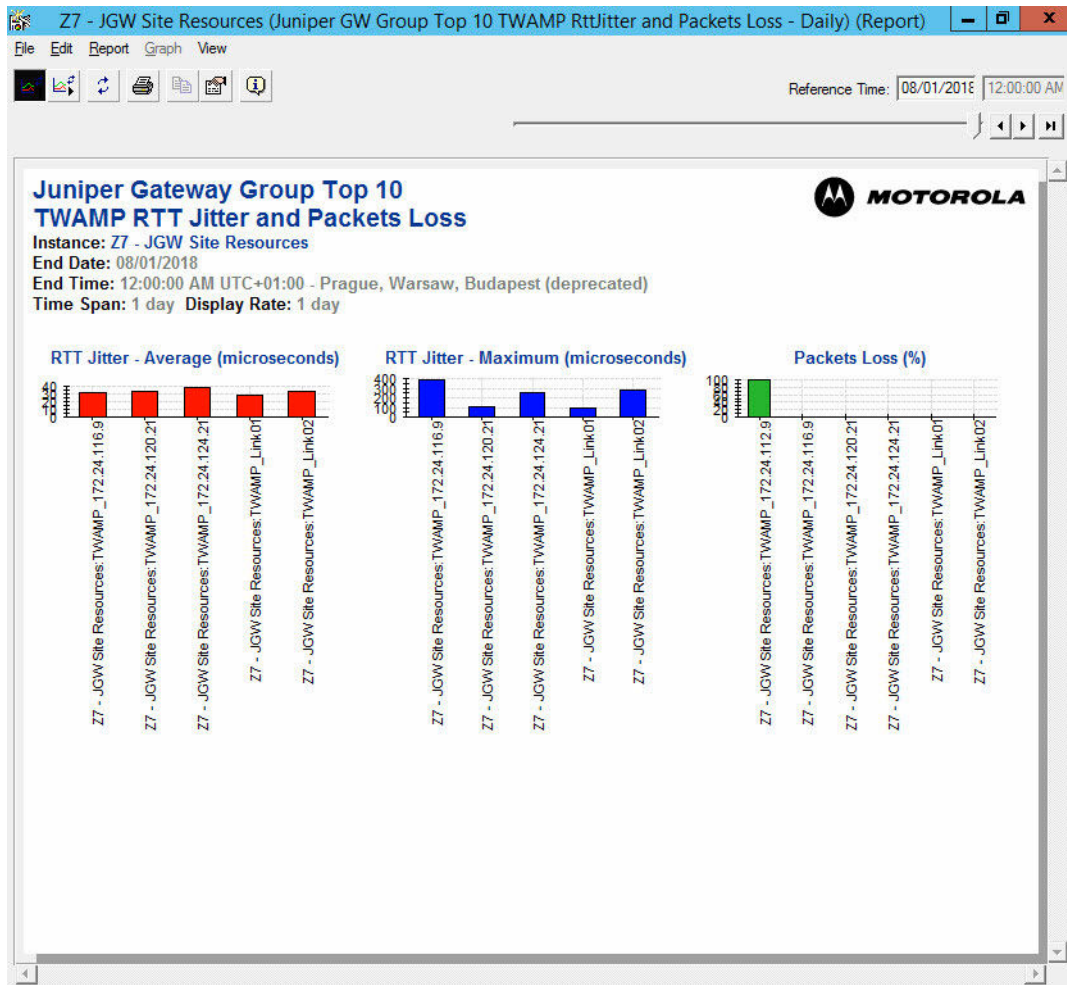 Z7 - JGW Site Resources (Juniper GW Group Top 10 TWAMP RttJitter and Packets Loss - Daily) (Report)
File Edit Report Graph View
Reference Time: 08/01/2018 12:00:00 AM
Juniper Gateway Group Top 10
TWAMP RTT Jitter and Packets Loss
MOTOROLA
Instance: Z7 - JGW Site Resources
End Date: 08/01/2018
End Time: 12:00:00 AM UTC+01:00 - Prague, Warsaw, Budapest (deprecated)
Time Span: 1 day Display Rate: 1 day
RTT Jitter - Average (microseconds)
40
0
Z7 - JGW Site Resources:TWAMP_172.24.116.9
Z7 - JGW Site Resources:TWAMP_172.24.120.21
Z7 - JGW Site Resources:TWAMP_172.24.124.21
Z7 - JGW Site Resources:TWAMP_Link01
Z7 - JGW Site Resources:TWAMP_Link02
RTT Jitter - Maximum (microseconds)
400
300
200
100
0
Z7 - JGW Site Resources:TWAMP_172.24.116.9
Z7 - JGW Site Resources:TWAMP_172.24.120.21
Z7 - JGW Site Resources:TWAMP_172.24.124.21
Z7 - JGW Site Resources:TWAMP_Link01
Z7 - JGW Site Resources:TWAMP_Link02
Packets Loss (%)
100
0
Z7 - JGW Site Resources:TWAMP_172.24.112.9
Z7 - JGW Site Resources:TWAMP_172.24.116.9
Z7 - JGW Site Resources:TWAMP_172.24.120.21
Z7 - JGW Site Resources:TWAMP_172.24.124.21
Z7 - JGW Site Resources:TWAMP_Link01
Z7 - JGW Site Resources:TWAMP_Link02